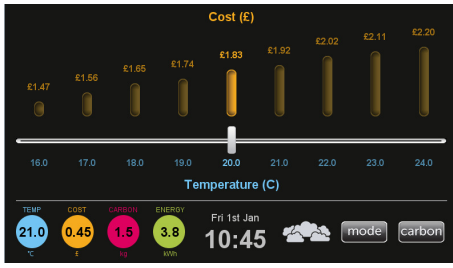 Cost (£)
£1.47 £1.56 £1.65 £1.74 £1.83 £1.92 £2.02 £2.11 £2.20
16.0 17.0 18.0 19.0 20.0 21.0 22.0 23.0 24.0
Temperature (C)
TEMP COST CARBON ENERGY
21.0 0.45 1.5 3.8
°C £ kg kWh
Fri 1st Jan
10:45
mode carbon